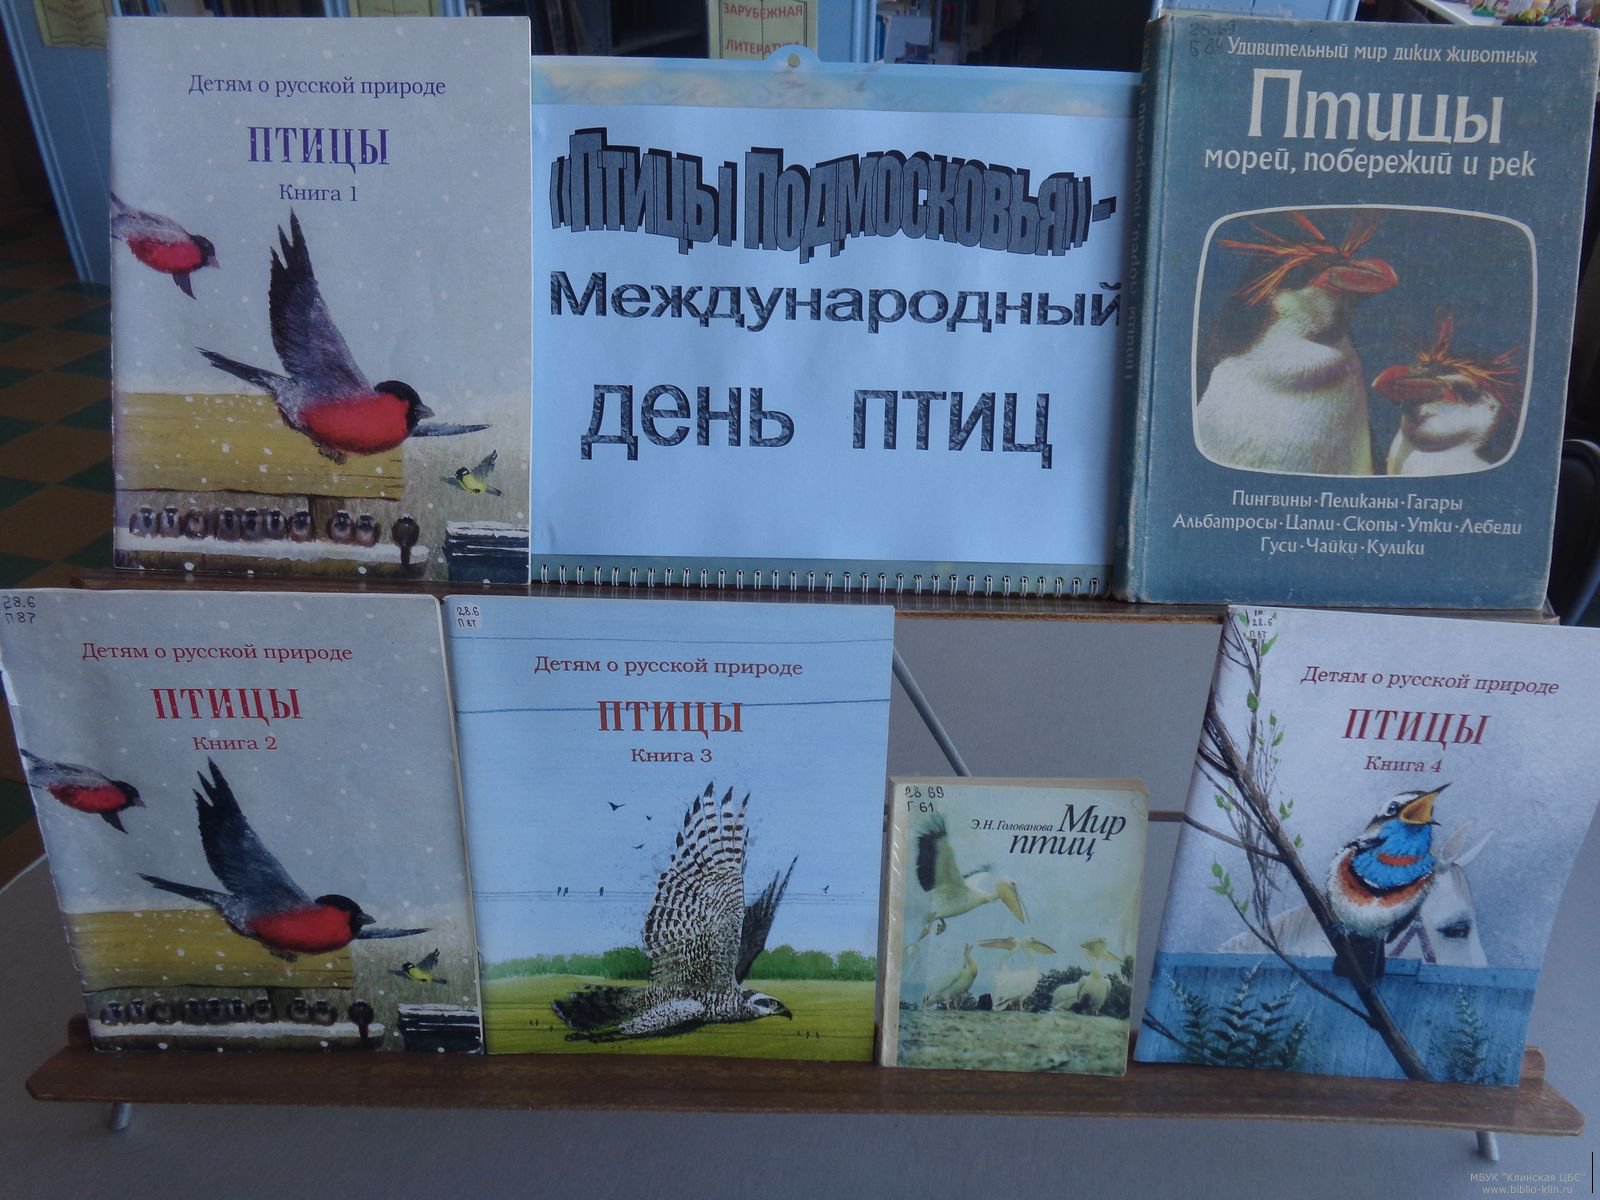 ЗАРУБЕЖНАЯ
ЛИТЕРАТУРА
Детям о русской природе
ПТИЦЫ
Книга 1
«Птицы Подмосковья»-
Международный
день птиц
28.69
Удивительный мир диких животных
Птицы
морей, побережий и рек
Пингвины·Пеликаны·Гагары
Альбатросы·Цапли·Скопы·Утки·Лебеди
Гуси·Чайки·Кулики
28.6
П87
Детям о русской природе
ПТИЦЫ
Книга 2
28.6
П 87
Детям о русской природе
ПТИЦЫ
Книга 3
28 69
Г 61
Э.Н. Голованова Мир
птиц
28.6
П 87
Детям о русской природе
ПТИЦЫ
Книга 4
МБУК "Клинская ЦБС"
www.biblio-klin.ru